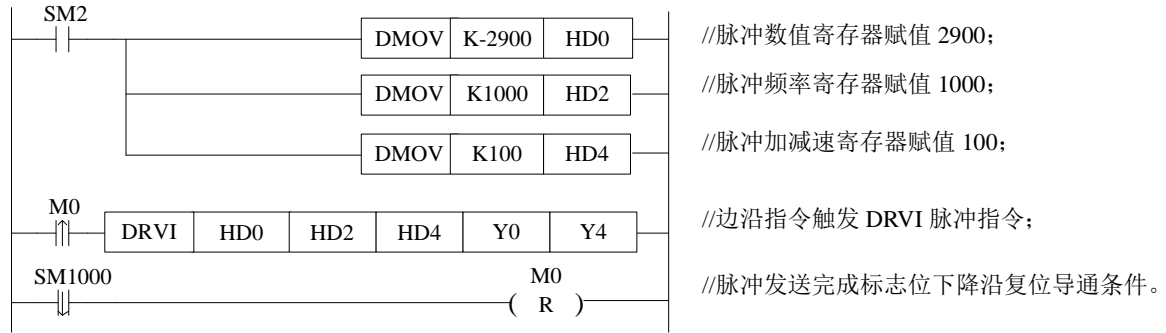 SM2
DMOV K-2900 HD0 //脉冲数值寄存器赋值 2900；
DMOV K1000 HD2 //脉冲频率寄存器赋值 1000；
DMOV K100 HD4 //脉冲加减速寄存器赋值 100；
M0
DRVI HD0 HD2 HD4 Y0 Y4 //边沿指令触发 DRVI 脉冲指令；
SM1000 M0
( R ) //脉冲发送完成标志位下降沿复位导通条件。